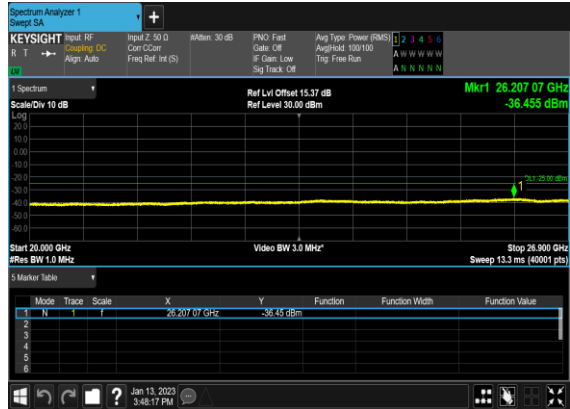 Spectrum Analyzer 1
Swept SA
KEYSIGHT Input: RF Input Z: 50 Ω #Atten: 30 dB PNO: Fast Avg Type: Power (RMS) 1 2 3 4 5 6
R T Coupling: DC Corr CCorr Gate: Off Avg|Hold: 100/100 A W W W W W
Align: Auto Freq Ref: Int (S) IF Gain: Low Trig: Free Run
Sig Track: Off A N N N N N
LXI
1 Spectrum Ref Lvl Offset 15.37 dB Mkr1 26.207 07 GHz
Scale/Div 10 dB Ref Level 30.00 dBm -36.455 dBm
Log
20.0
10.0
0.00
-10.0
-20.0
DL1 -25.00 dBm
-30.0
1
-40.0
-50.0
-60.0
Start 20.000 GHz Video BW 3.0 MHz* Stop 26.900 GHz
#Res BW 1.0 MHz Sweep 13.3 ms (40001 pts)
5 Marker Table
Mode Trace Scale X Y Function Function Width Function Value
1 N 1 f 26.207 07 GHz -36.45 dBm
2
3
4
5
6
? Jan 13, 2023
3:48:17 PM